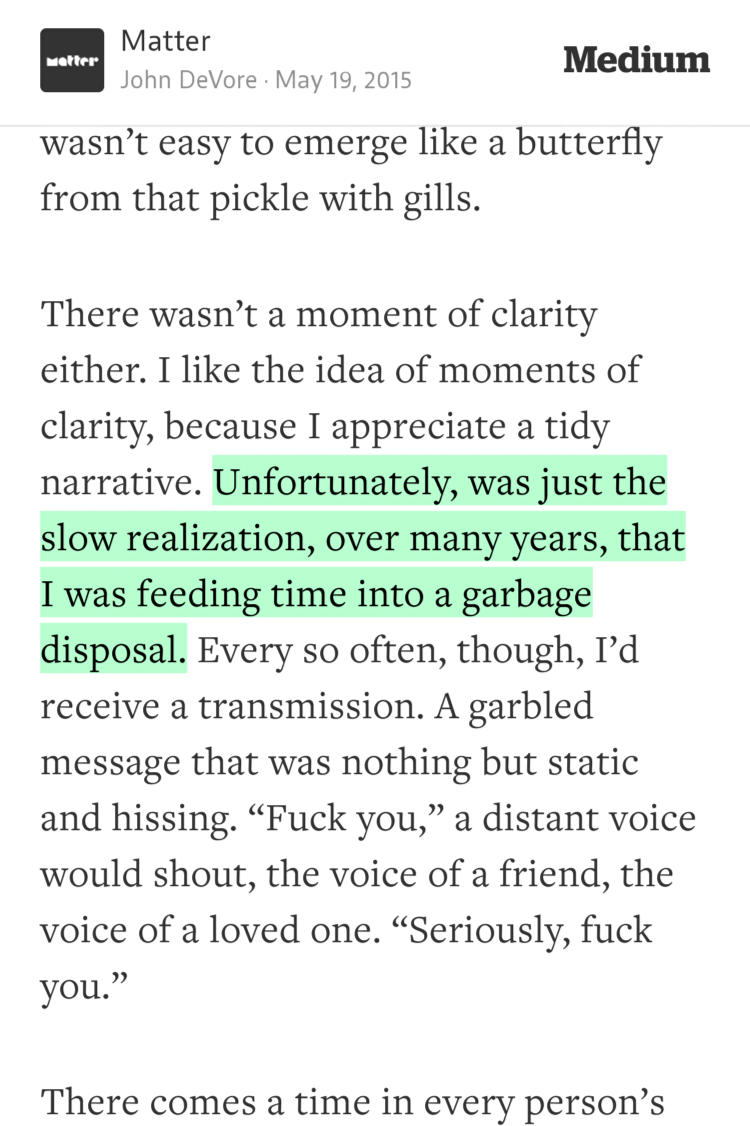 Matter
matter
John DeVore · May 19, 2015
Medium
wasn’t easy to emerge like a butterfly
from that pickle with gills.
There wasn’t a moment of clarity
either. I like the idea of moments of
clarity, because I appreciate a tidy
narrative. Unfortunately, was just the
slow realization, over many years, that
I was feeding time into a garbage
disposal. Every so often, though, I’d
receive a transmission. A garbled
message that was nothing but static
and hissing. “Fuck you,” a distant voice
would shout, the voice of a friend, the
voice of a loved one. “Seriously, fuck
you.”
There comes a time in every person’s